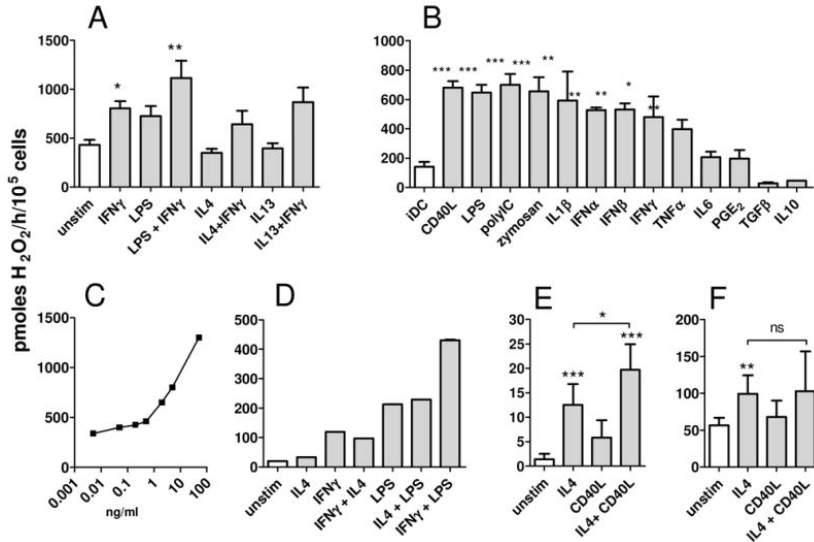 A
B
pmoles H2O2/h/10^5 cells
1500
1000
500
0
*
**
unstim
IFNγ
LPS
LPS + IFNγ
IL4
IL4+IFNγ
IL13
IL13+IFNγ
1000
800
600
400
200
0
*** *** *** *** ** ** ** * **
iDC
CD40L
LPS
polyIC
zymosan
IL1β
IFNα
IFNβ
IFNγ
TNFα
IL6
PGE2
TGFβ
IL10
C
1500
1000
500
0
0.001
0.01
0.1
1
10
100
ng/ml
D
500
400
300
200
100
0
unstim
IL4
IFNγ
IFNγ + IL4
LPS
IL4 + LPS
IFNγ + LPS
E
30
25
20
15
10
5
0
*
***
***
unstim
IL4
CD40L
IL4+ CD40L
F
200
150
100
50
0
ns
**
unstim
IL4
CD40L
IL4 + CD40L